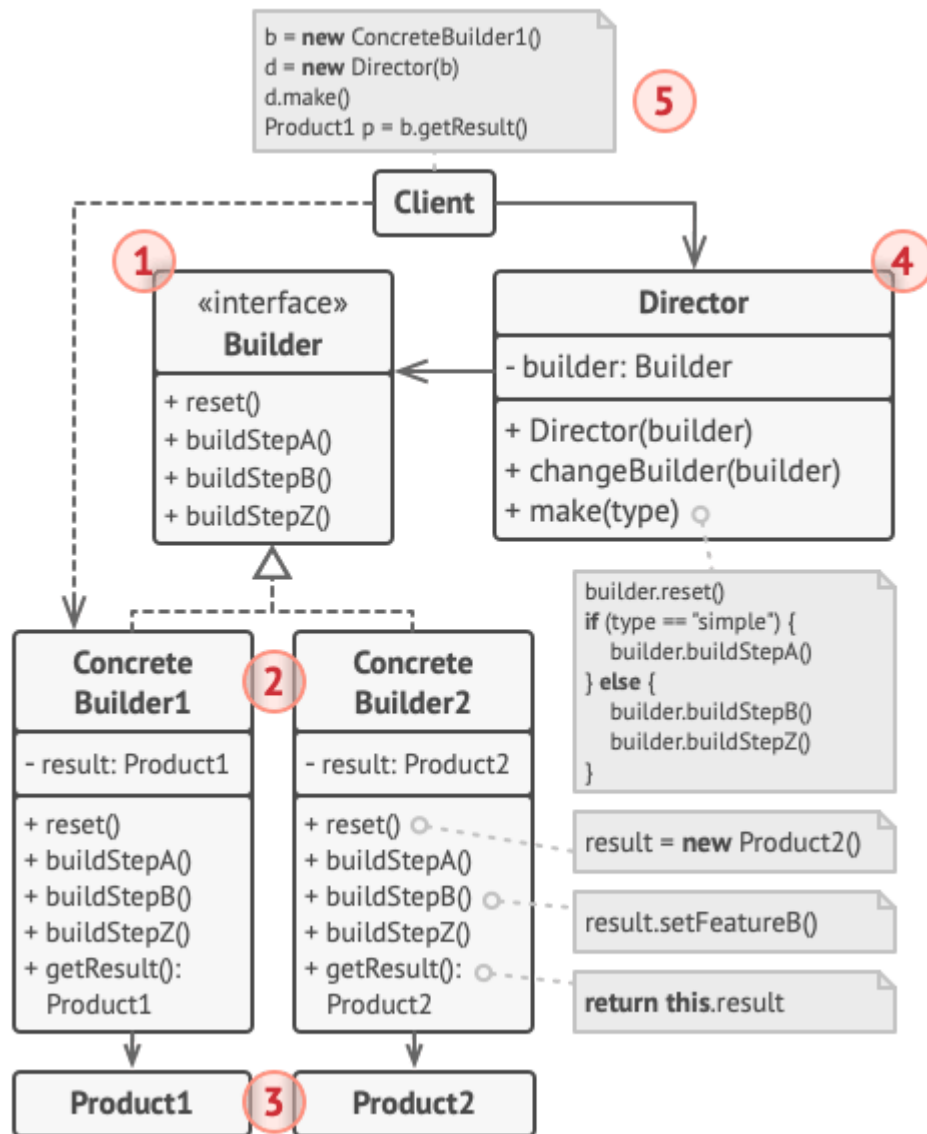 b = new ConcreteBuilder1()
d = new Director(b)
d.make()
Product1 p = b.getResult()
5
Client
1
«interface»
Builder
+ reset()
+ buildStepA()
+ buildStepB()
+ buildStepZ()
4
Director
- builder: Builder
+ Director(builder)
+ changeBuilder(builder)
+ make(type)
builder.reset()
if (type == "simple") {
builder.buildStepA()
} else {
builder.buildStepB()
builder.buildStepZ()
}
Concrete
Builder1
- result: Product1
+ reset()
+ buildStepA()
+ buildStepB()
+ buildStepZ()
+ getResult():
Product1
2
Concrete
Builder2
- result: Product2
+ reset()
+ buildStepA()
+ buildStepB()
+ buildStepZ()
+ getResult():
Product2
result = new Product2()
result.setFeatureB()
return this.result
Product1
3
Product2